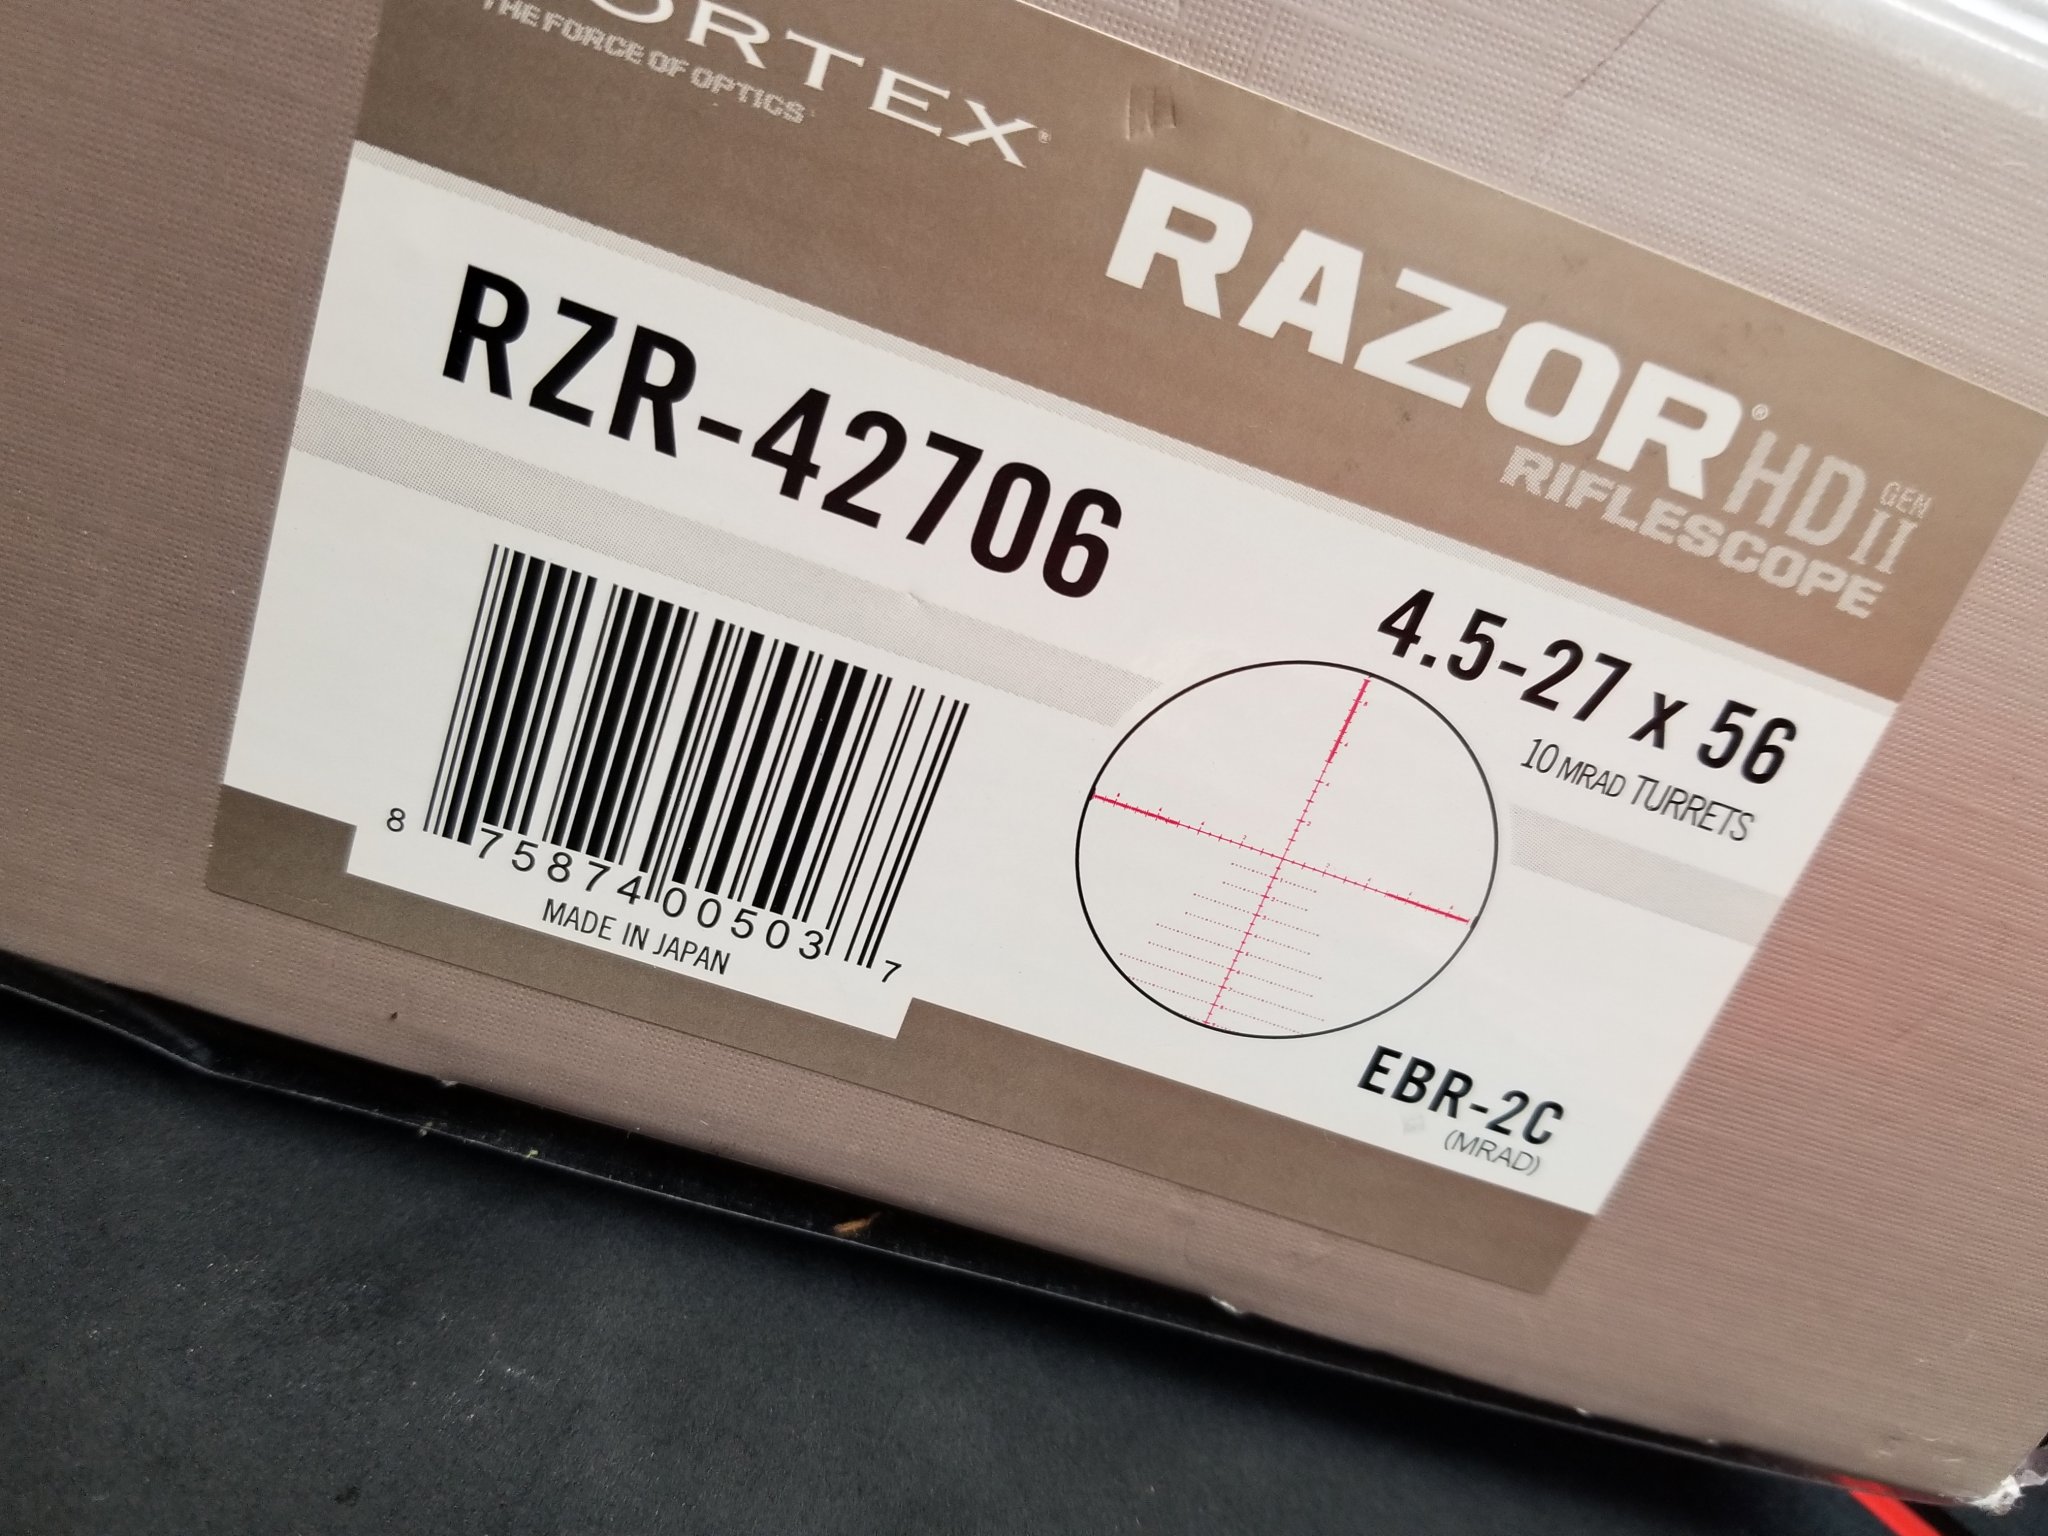 ORTEX®
THE FORCE OF OPTICS
RAZOR® HD GEN II
RIFLESCOPE
RZR-42706
4.5-27 x 56
10 MRAD TURRETS
8 75874 00503 7
MADE IN JAPAN
EBR-2C
(MRAD)